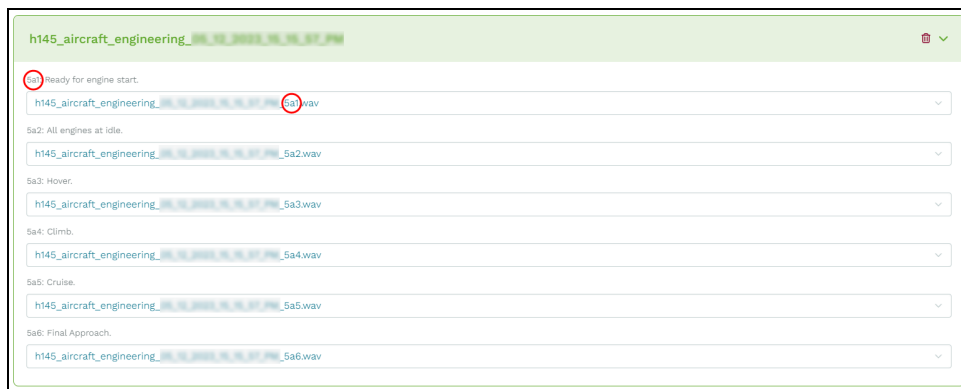 h145_aircraft_engineering_
5a1: Ready for engine start.
h145_aircraft_engineering_ _5a1.wav
5a2: All engines at idle.
h145_aircraft_engineering_ _5a2.wav
5a3: Hover.
h145_aircraft_engineering_ _5a3.wav
5a4: Climb.
h145_aircraft_engineering_ _5a4.wav
5a5: Cruise.
h145_aircraft_engineering_ _5a5.wav
5a6: Final Approach.
h145_aircraft_engineering_ _5a6.wav